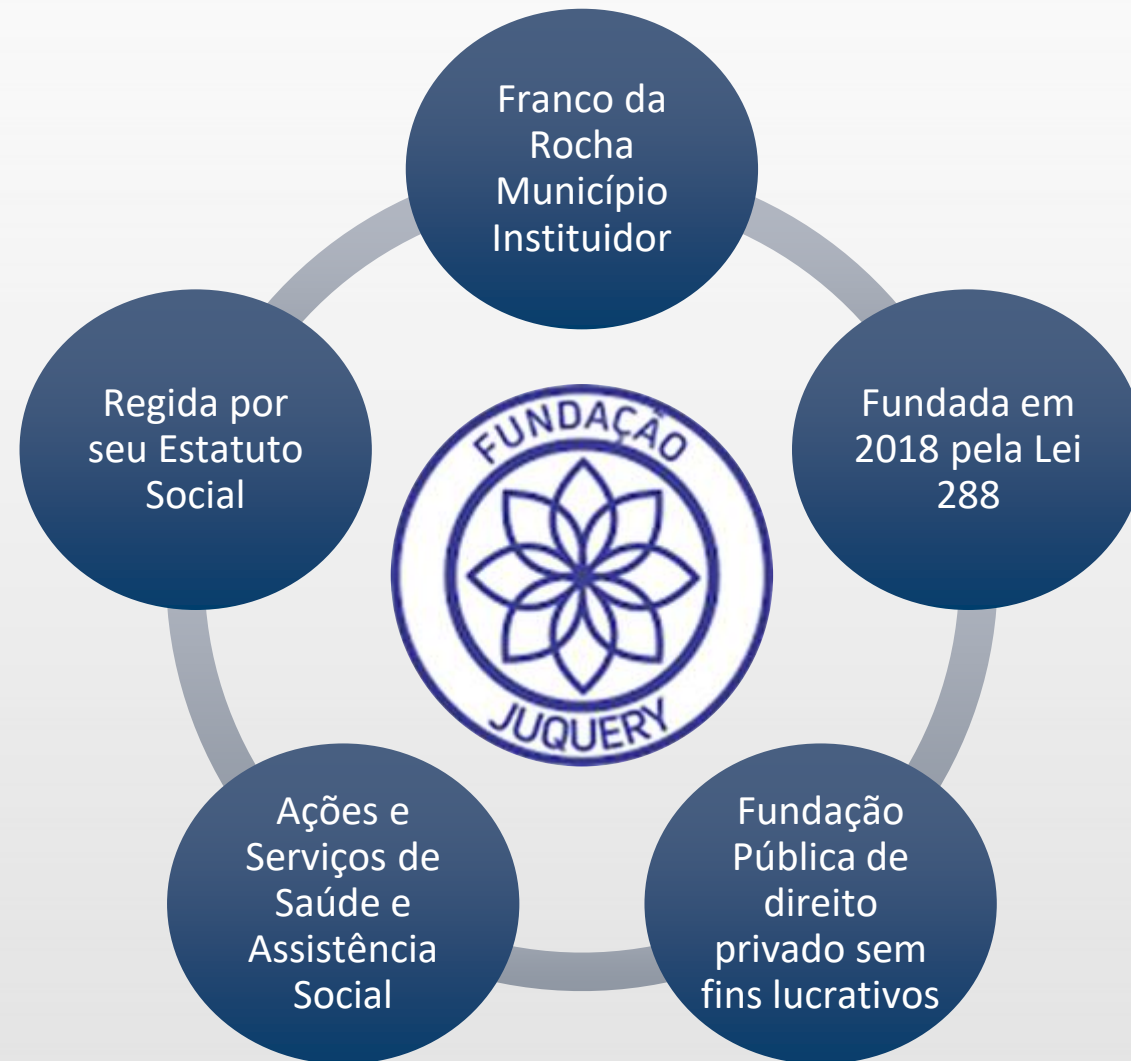 Franco da
Rocha
Município
Instituidor
Fundada em
2018 pela Lei
288
Fundação
Pública de
direito
privado sem
fins lucrativos
Ações e
Serviços de
Saúde e
Assistência
Social
Regida por
seu Estatuto
Social
FUNDAÇÃO
JUQUERY